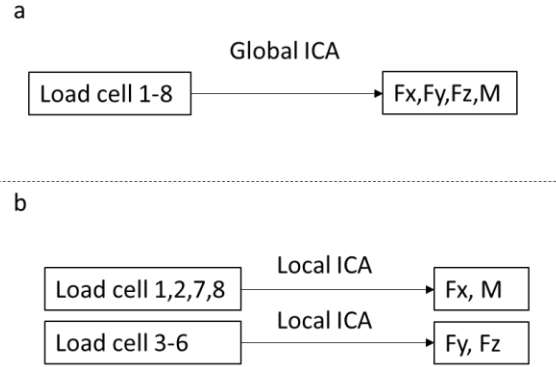 a
Global ICA
Load cell 1-8
Fx,Fy,Fz,M
b
Local ICA
Load cell 1,2,7,8
Fx, M
Local ICA
Load cell 3-6
Fy, Fz